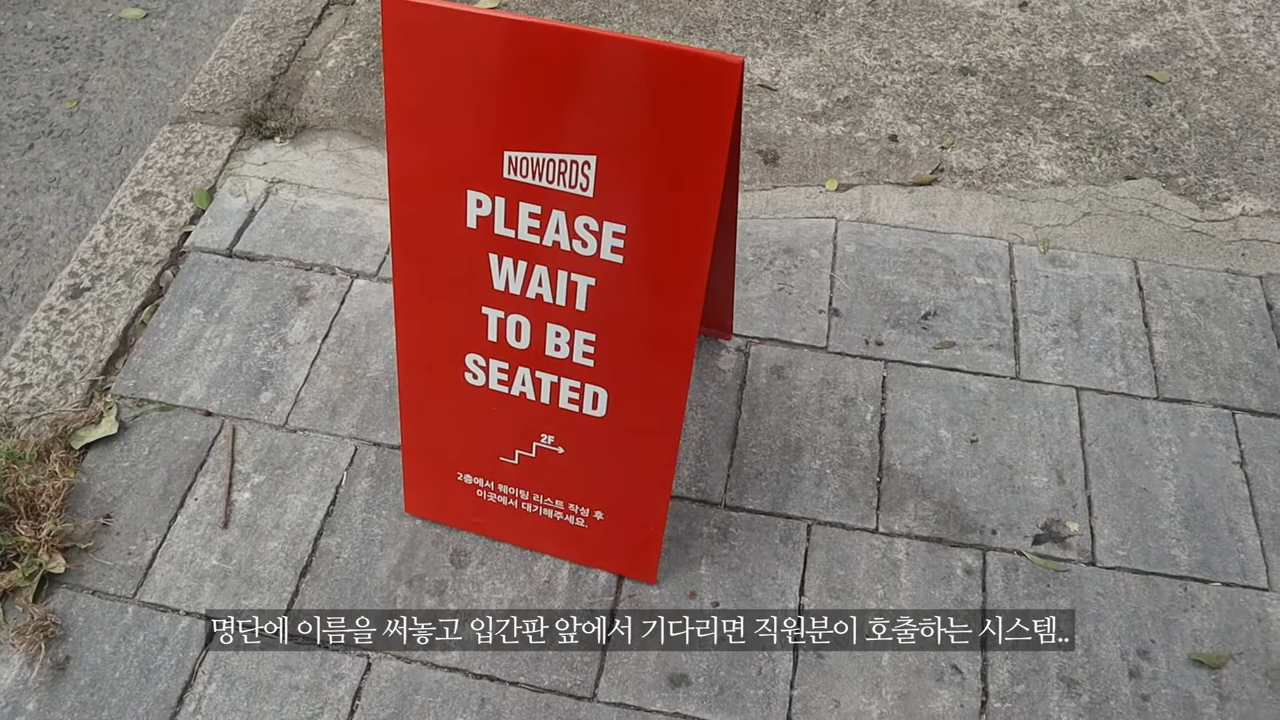 NOWORDS
PLEASE
WAIT
TO BE
SEATED
2F
2층에서 웨이팅 리스트 작성 후
이곳에서 대기해주세요.
명단에 이름을 써놓고 입간판 앞에서 기다리면 직원분이 호출하는 시스템..